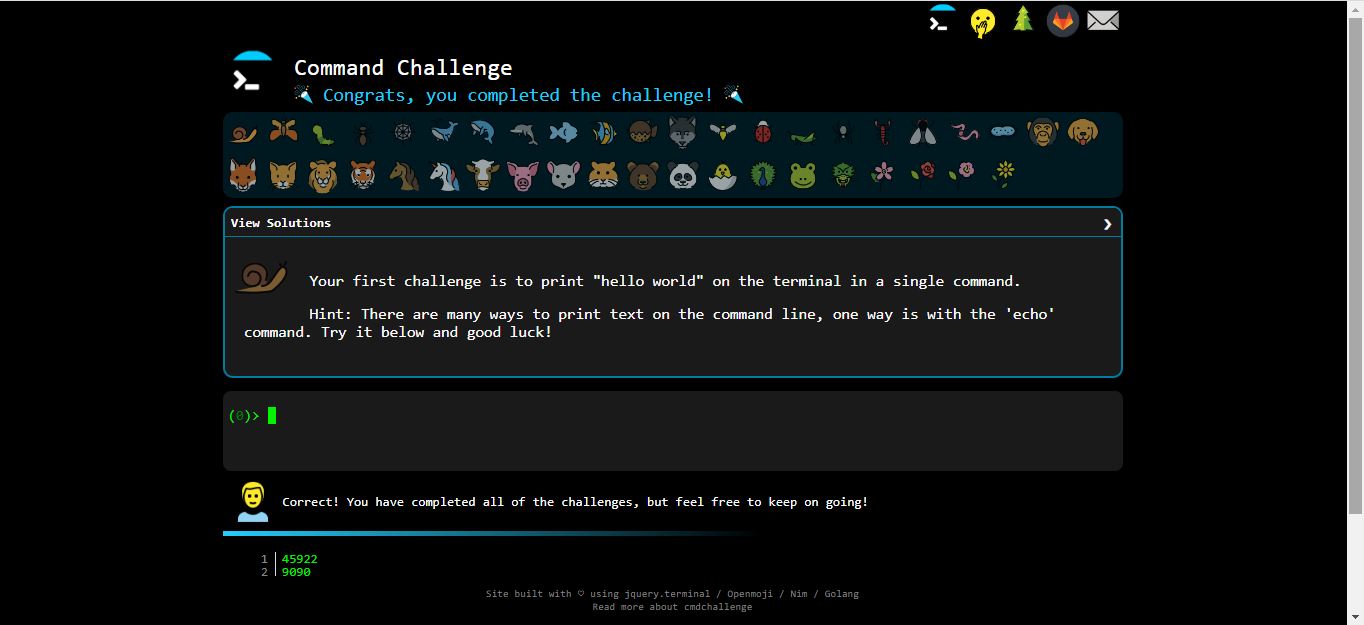 Command Challenge
Congrats, you completed the challenge!
View Solutions
Your first challenge is to print "hello world" on the terminal in a single command.
Hint: There are many ways to print text on the command line, one way is with the 'echo'
command. Try it below and good luck!
(0)>
Correct! You have completed all of the challenges, but feel free to keep on going!
1 45922
2 9090
Site built with ♡ using jquery.terminal / Openmoji / Nim / Golang
Read more about cmdchallenge